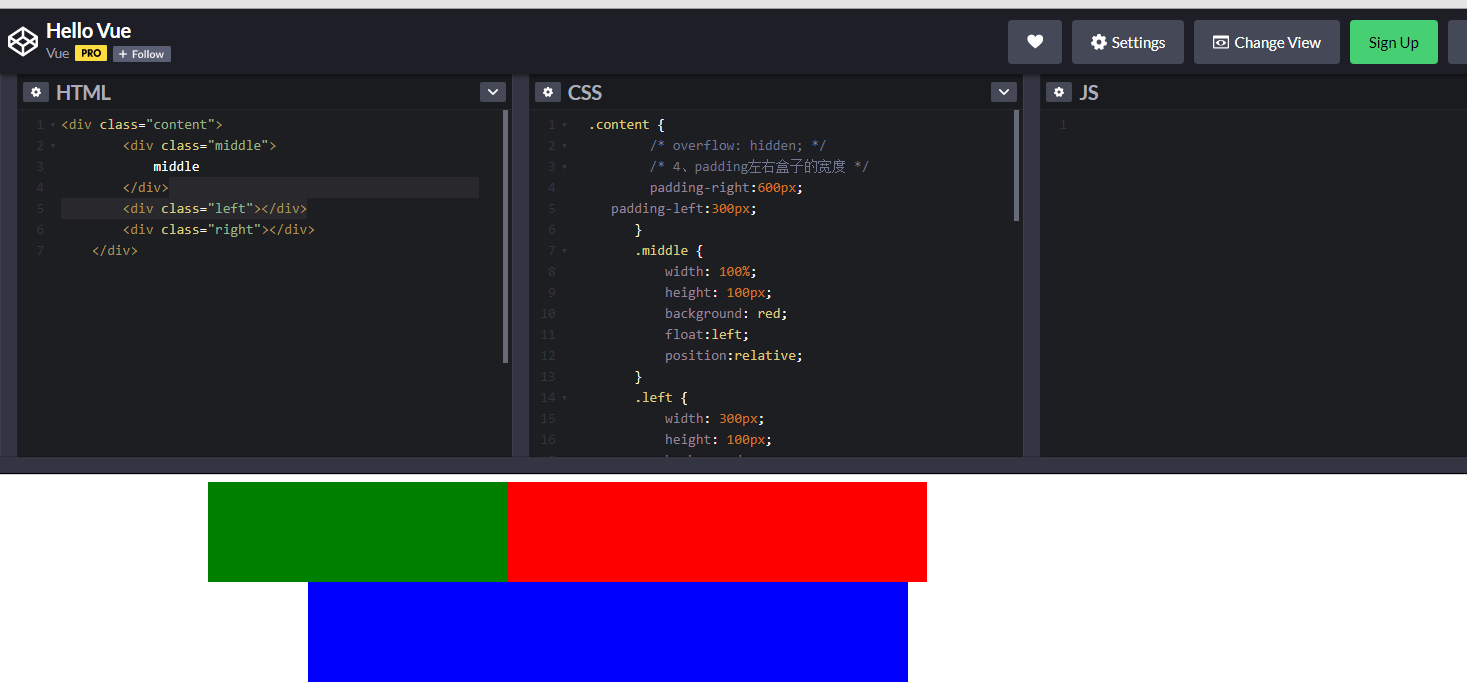 Hello Vue
Vue PRO + Follow
Settings
Change View
Sign Up
HTML
1 <div class="content">
2 <div class="middle">
3 middle
4 </div>
5 <div class="left"></div>
6 <div class="right"></div>
7 </div>
CSS
1 .content {
2 /* overflow: hidden; */
3 /* 4、padding左右盒子的宽度 */
4 padding-right:600px;
5 padding-left:300px;
6 }
7 .middle {
8 width: 100%;
9 height: 100px;
10 background: red;
11 float:left;
12 position:relative;
13 }
14 .left {
15 width: 300px;
16 height: 100px;
JS
1